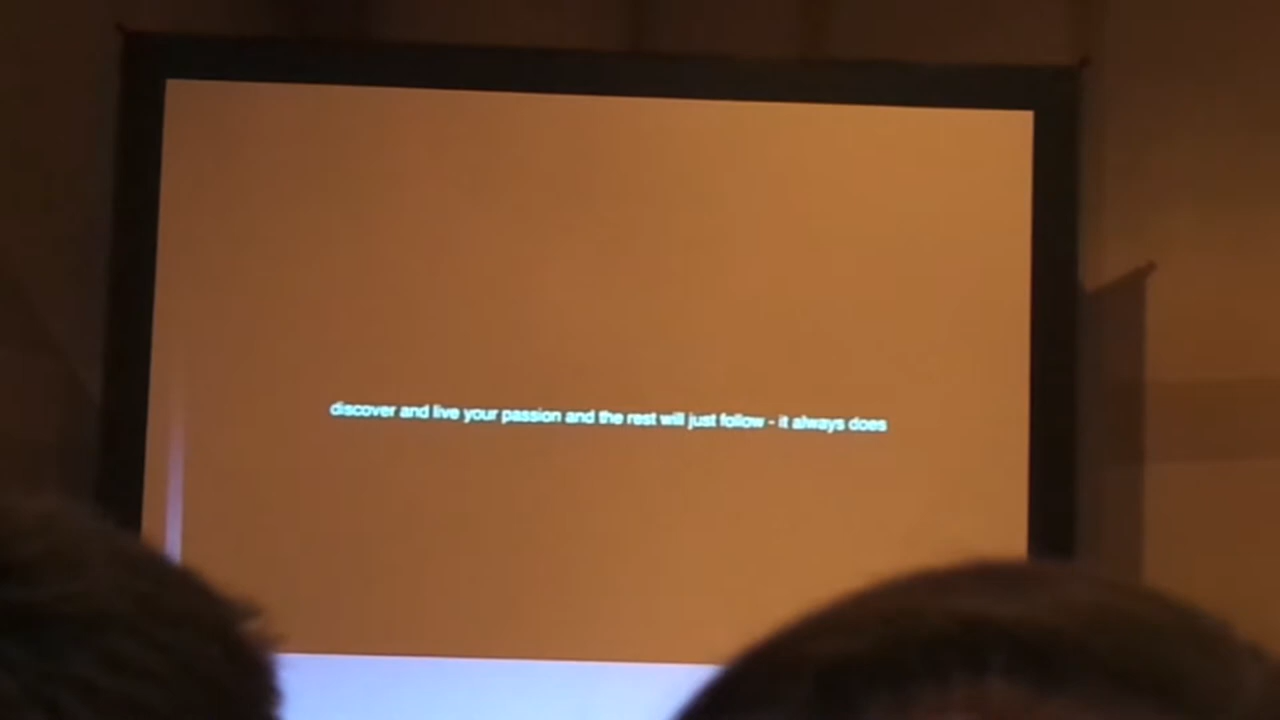 discover and live your passion and the rest will just follow - it always does